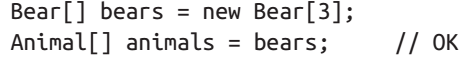 Bear[] bears = new Bear[3];
Animal[] animals = bears; // OK